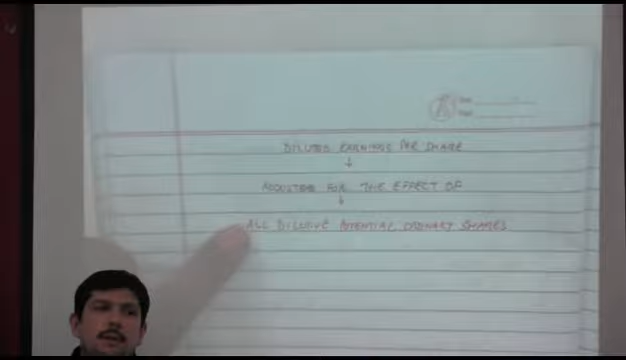 DILUTED EARNINGS PER SHARE
↓
ADJUSTED FOR THE EFFECT OF
↓
ALL DILUTIVE POTENTIAL ORDINARY SHARES